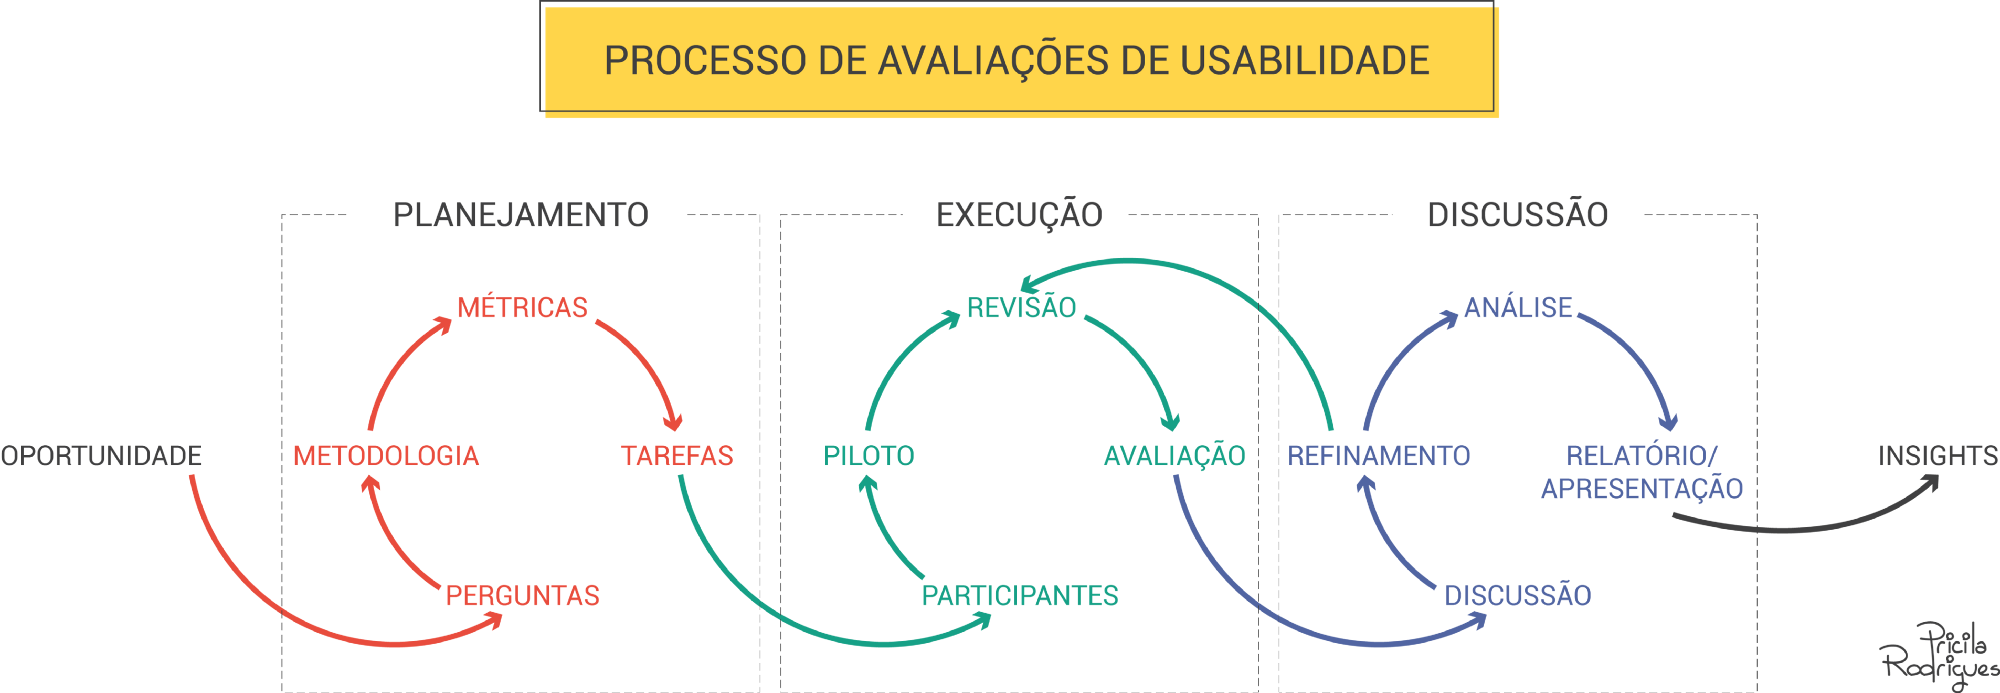 PROCESSO DE AVALIAÇÕES DE USABILIDADE
PLANEJAMENTO
EXECUÇÃO
DISCUSSÃO
OPORTUNIDADE
PERGUNTAS
METODOLOGIA
MÉTRICAS
TAREFAS
PARTICIPANTES
PILOTO
REVISÃO
AVALIAÇÃO
DISCUSSÃO
REFINAMENTO
ANÁLISE
RELATÓRIO/
APRESENTAÇÃO
INSIGHTS
Pricila
Rodrigues